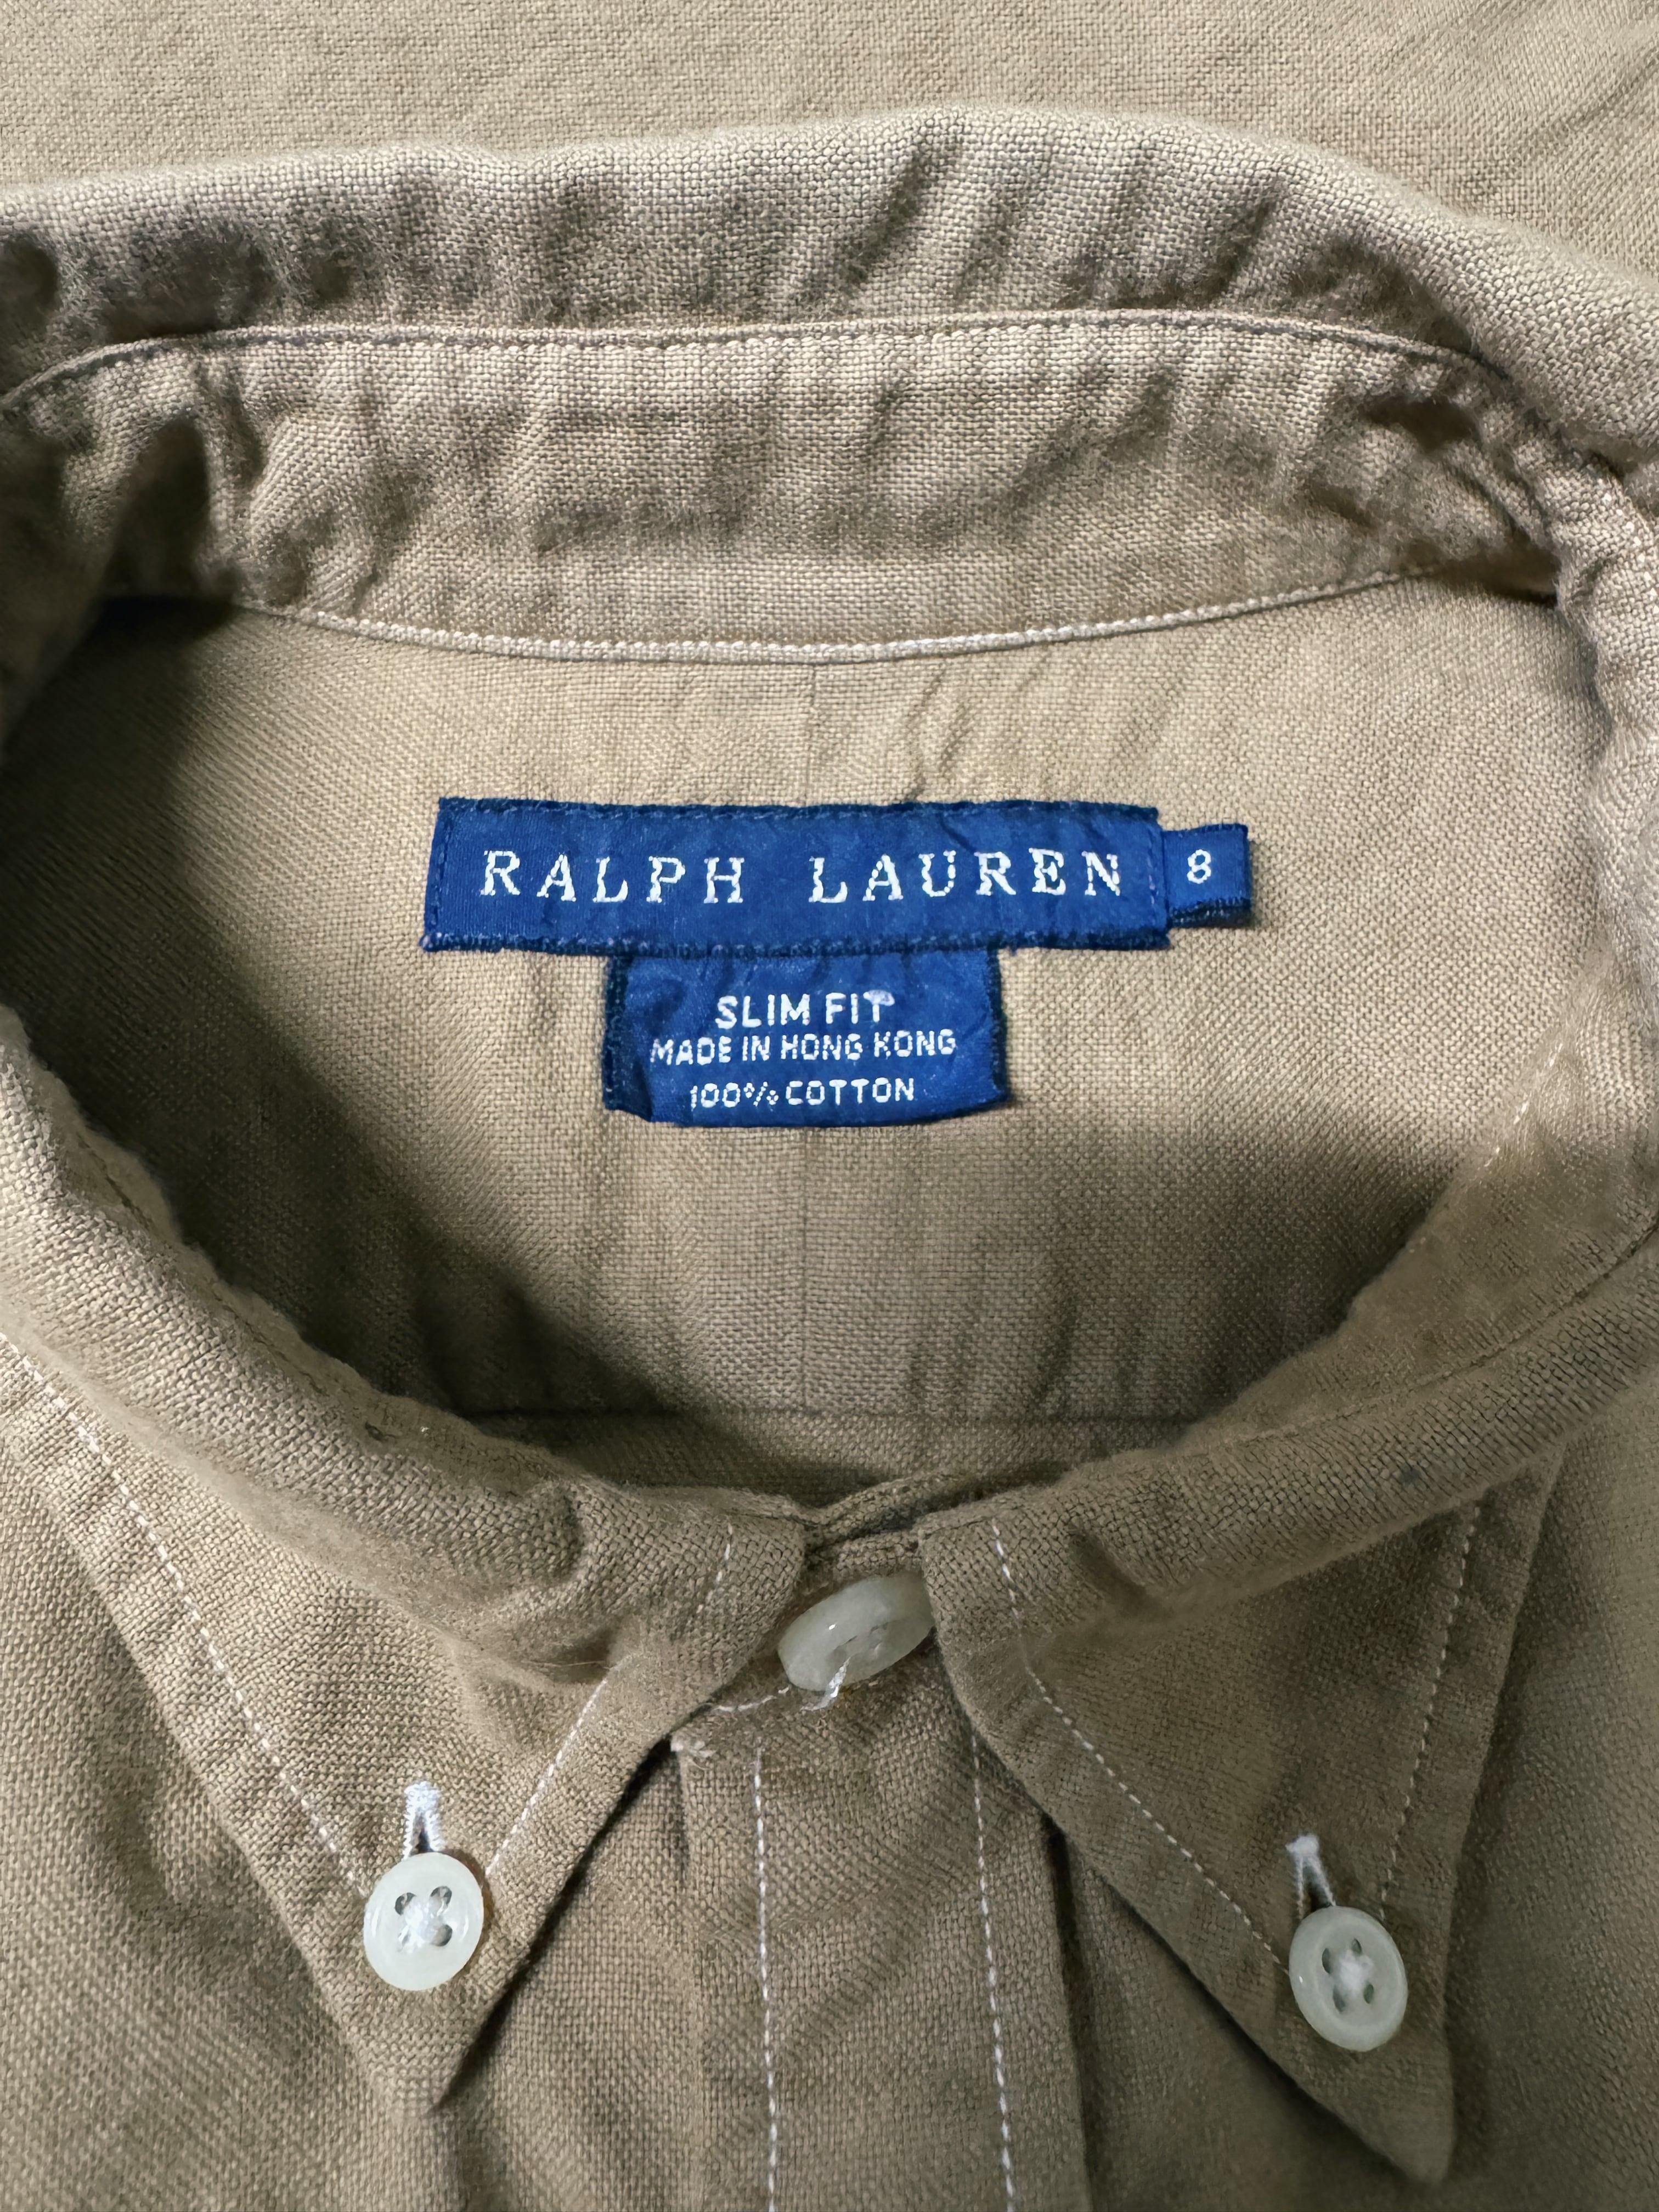 RALPH LAUREN 8
SLIM FIT
MADE IN HONG KONG
100% COTTON